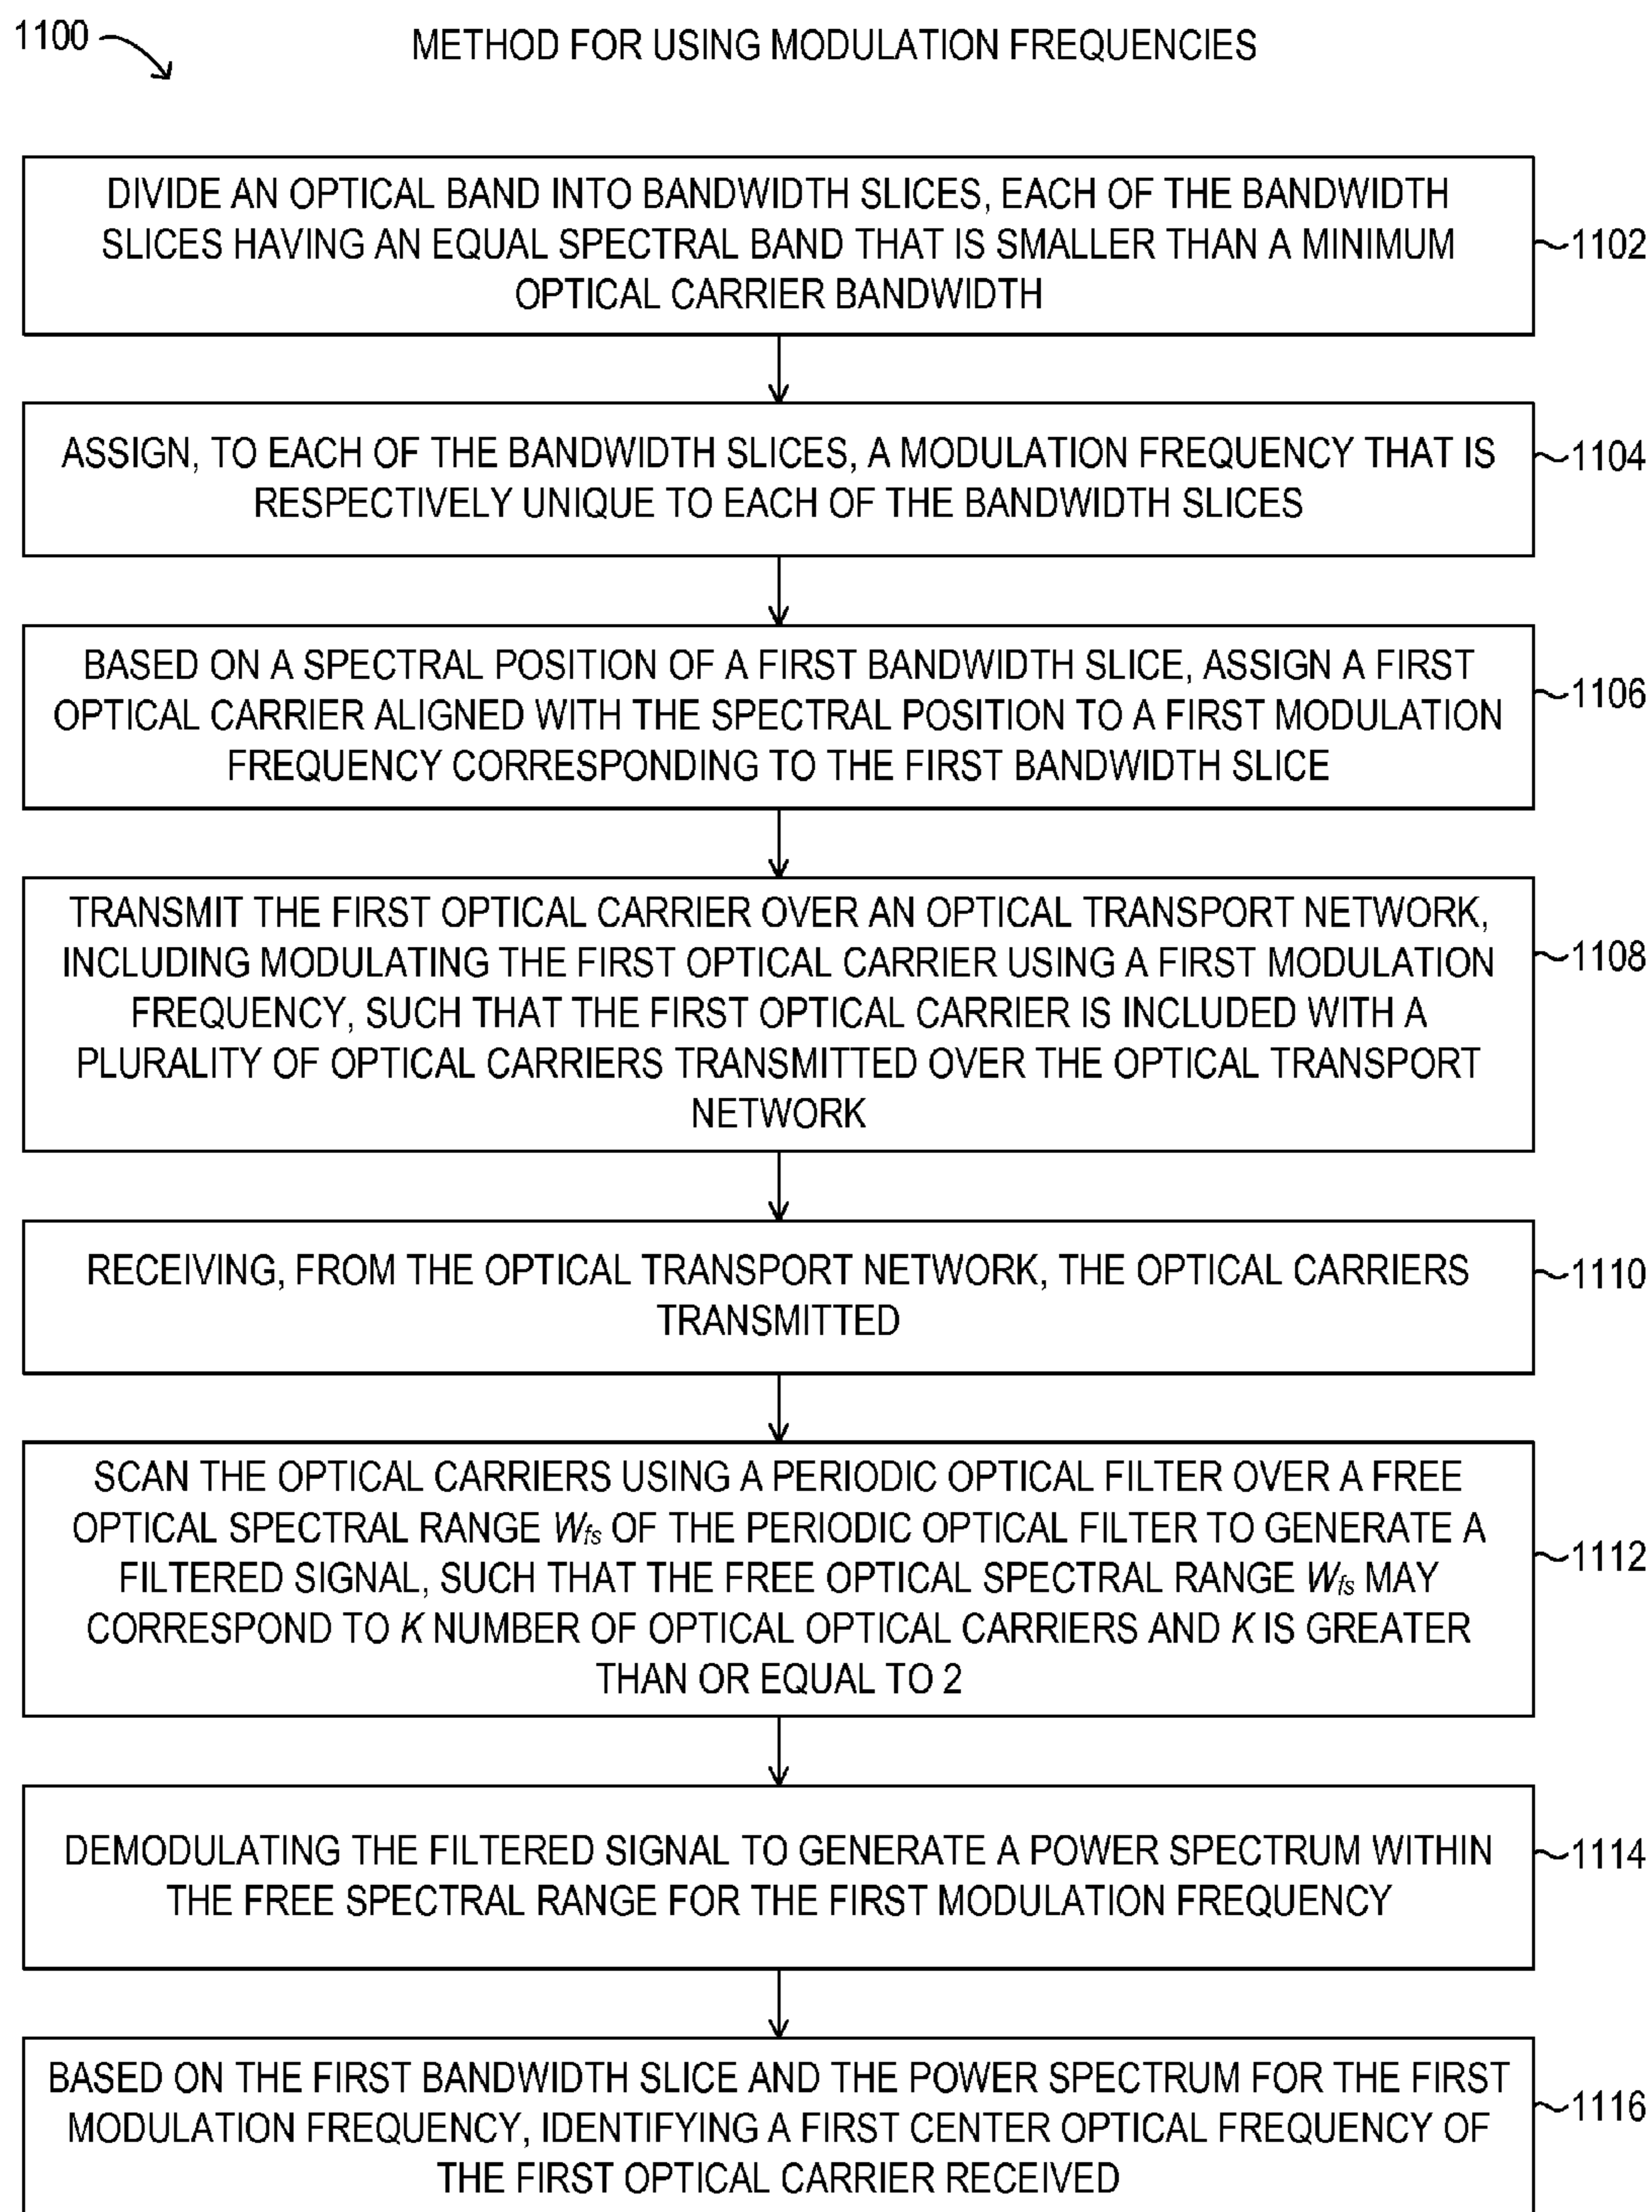 1100
METHOD FOR USING MODULATION FREQUENCIES
DIVIDE AN OPTICAL BAND INTO BANDWIDTH SLICES, EACH OF THE BANDWIDTH
SLICES HAVING AN EQUAL SPECTRAL BAND THAT IS SMALLER THAN A MINIMUM
OPTICAL CARRIER BANDWIDTH
1102
ASSIGN, TO EACH OF THE BANDWIDTH SLICES, A MODULATION FREQUENCY THAT IS
RESPECTIVELY UNIQUE TO EACH OF THE BANDWIDTH SLICES
1104
BASED ON A SPECTRAL POSITION OF A FIRST BANDWIDTH SLICE, ASSIGN A FIRST
OPTICAL CARRIER ALIGNED WITH THE SPECTRAL POSITION TO A FIRST MODULATION
FREQUENCY CORRESPONDING TO THE FIRST BANDWIDTH SLICE
1106
TRANSMIT THE FIRST OPTICAL CARRIER OVER AN OPTICAL TRANSPORT NETWORK,
INCLUDING MODULATING THE FIRST OPTICAL CARRIER USING A FIRST MODULATION
FREQUENCY, SUCH THAT THE FIRST OPTICAL CARRIER IS INCLUDED WITH A
PLURALITY OF OPTICAL CARRIERS TRANSMITTED OVER THE OPTICAL TRANSPORT
NETWORK
1108
RECEIVING, FROM THE OPTICAL TRANSPORT NETWORK, THE OPTICAL CARRIERS
TRANSMITTED
1110
SCAN THE OPTICAL CARRIERS USING A PERIODIC OPTICAL FILTER OVER A FREE
OPTICAL SPECTRAL RANGE Wfs OF THE PERIODIC OPTICAL FILTER TO GENERATE A
FILTERED SIGNAL, SUCH THAT THE FREE OPTICAL SPECTRAL RANGE Wfs MAY
CORRESPOND TO K NUMBER OF OPTICAL OPTICAL CARRIERS AND K IS GREATER
THAN OR EQUAL TO 2
1112
DEMODULATING THE FILTERED SIGNAL TO GENERATE A POWER SPECTRUM WITHIN
THE FREE SPECTRAL RANGE FOR THE FIRST MODULATION FREQUENCY
1114
BASED ON THE FIRST BANDWIDTH SLICE AND THE POWER SPECTRUM FOR THE FIRST
MODULATION FREQUENCY, IDENTIFYING A FIRST CENTER OPTICAL FREQUENCY OF
THE FIRST OPTICAL CARRIER RECEIVED
1116